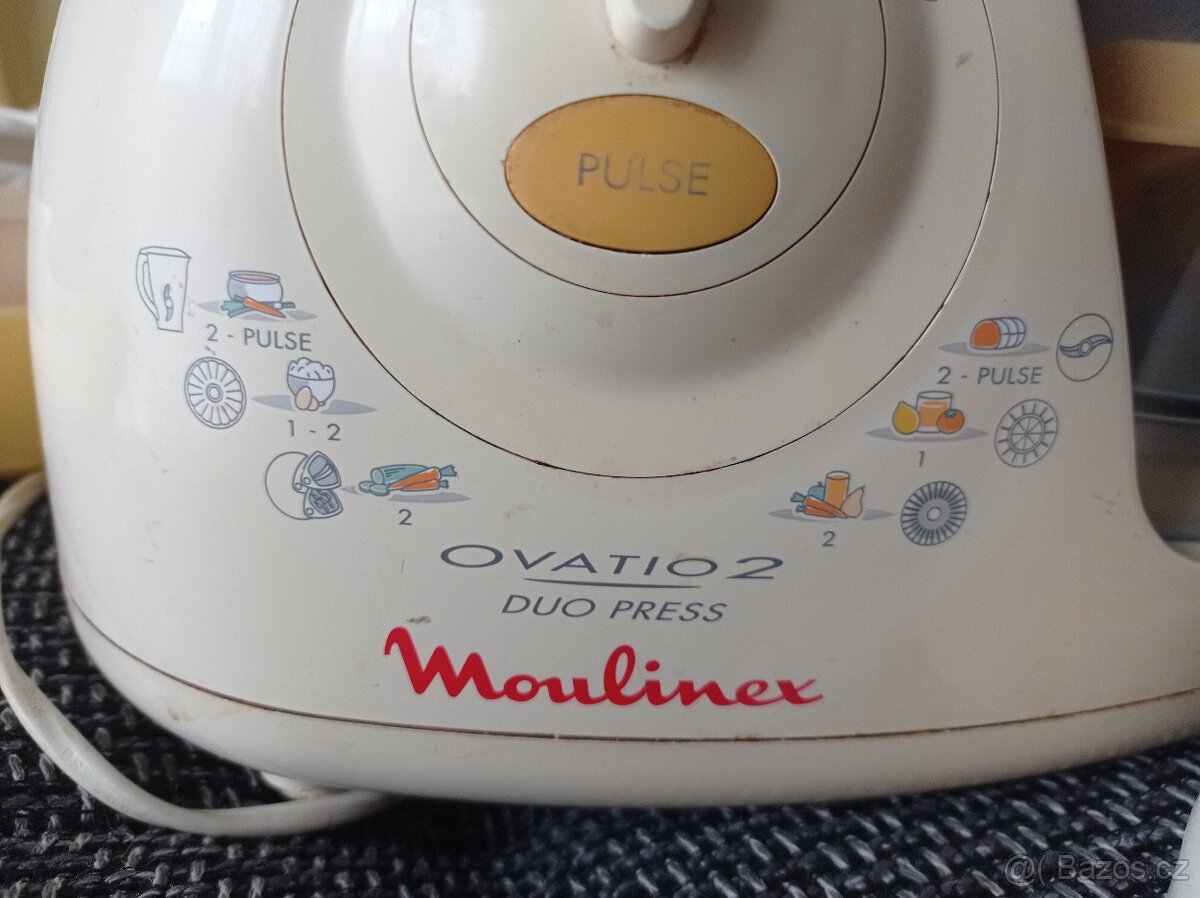 PULSE
2 - PULSE
1 - 2
2
2 - PULSE
1
2
OVATIO 2
DUO PRESS
Moulinex
@( Bazos.cz